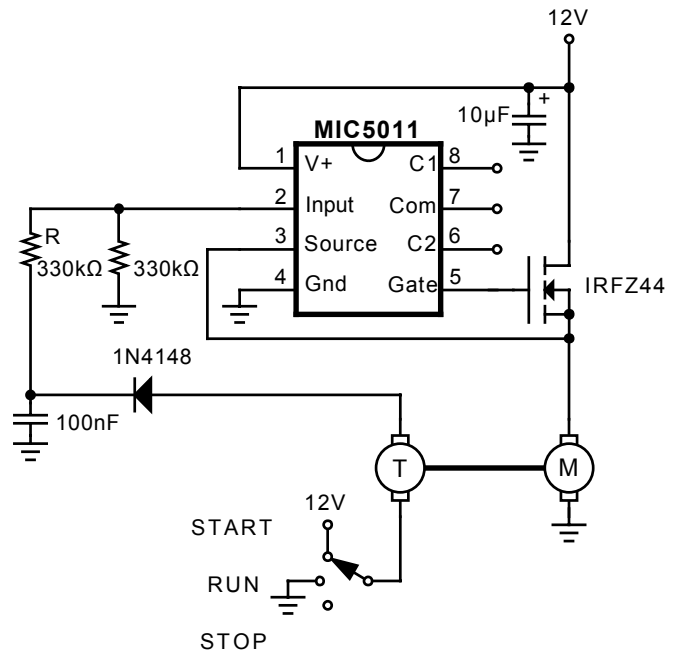 12V
10µF +
MIC5011
1 V+ C1 8
2 Input Com 7
3 Source C2 6
4 Gnd Gate 5
R
330kΩ 330kΩ
IRFZ44
1N4148
100nF
T M
12V
START
RUN
STOP